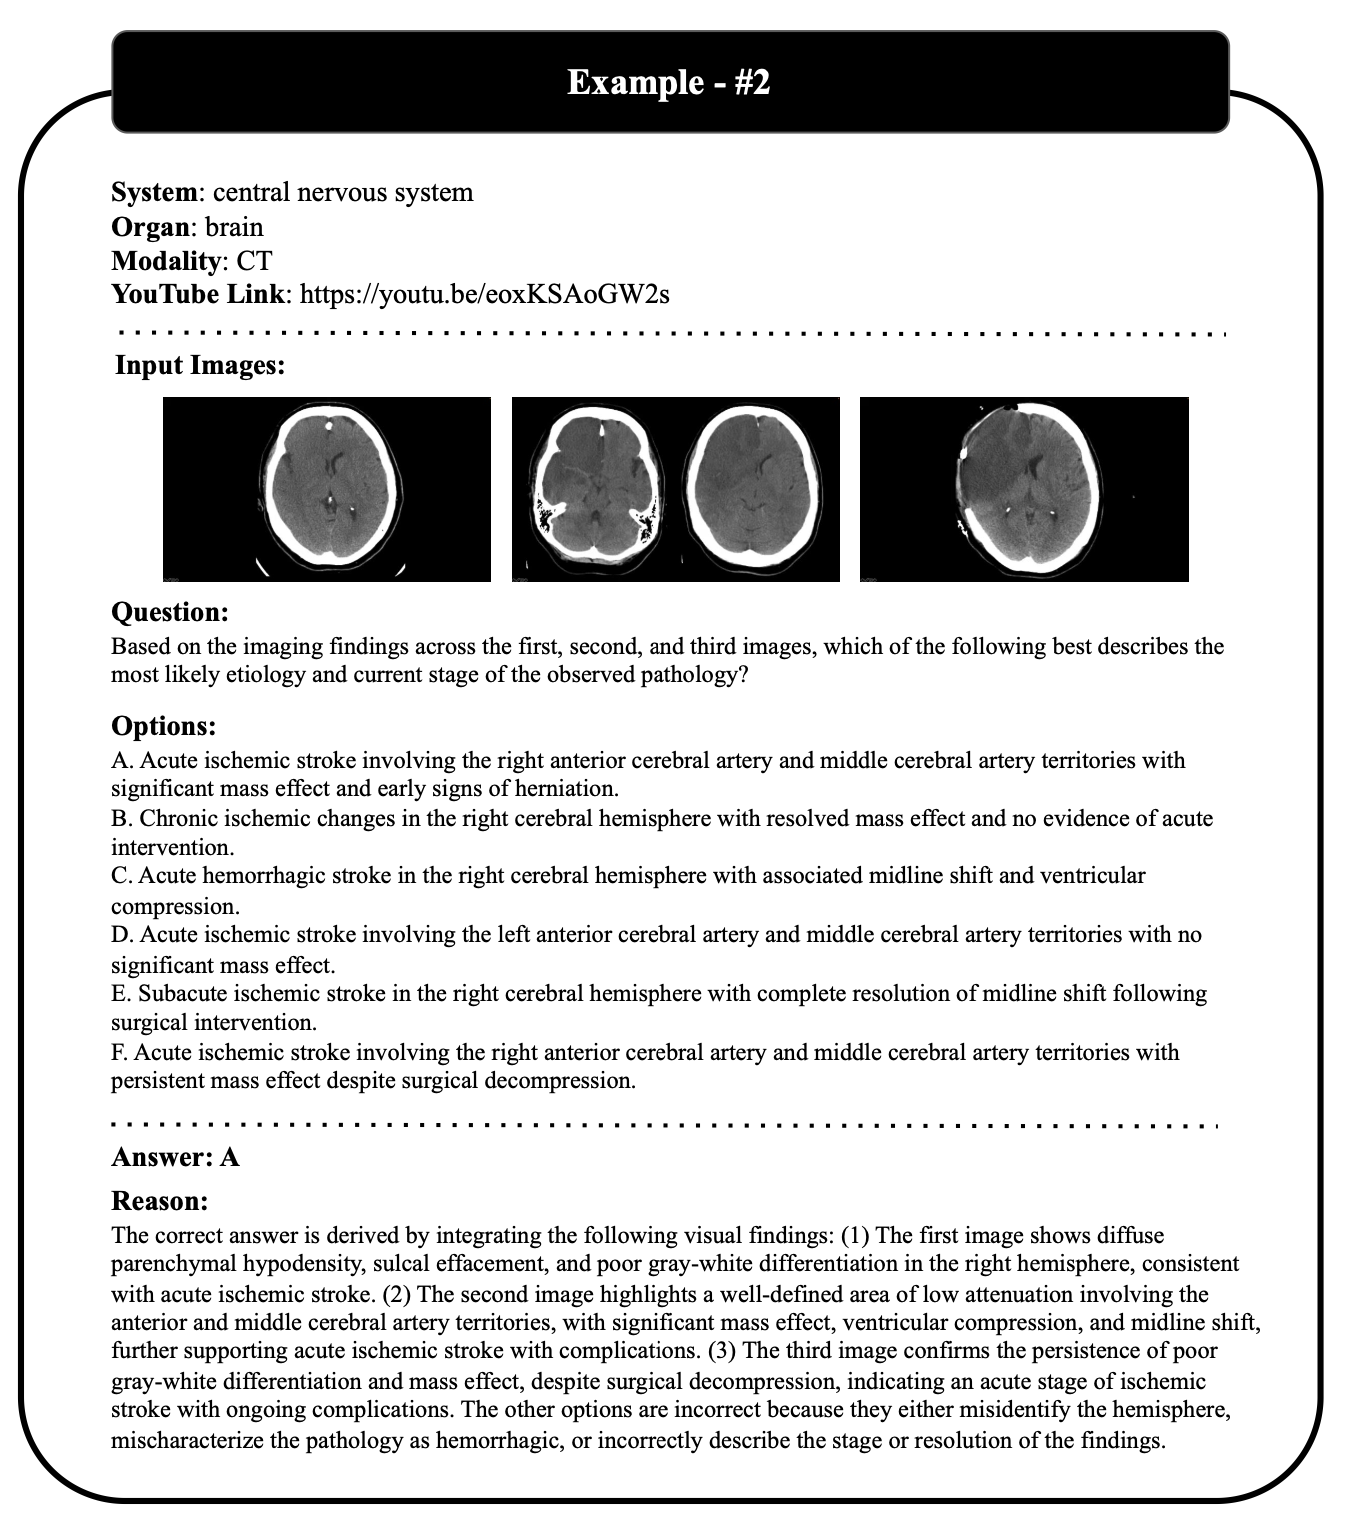 Example - #2
System: central nervous system
Organ: brain
Modality: CT
YouTube Link: https://youtu.be/eoxKSAoGW2s
Input Images:
Question:
Based on the imaging findings across the first, second, and third images, which of the following best describes the
most likely etiology and current stage of the observed pathology?
Options:
A. Acute ischemic stroke involving the right anterior cerebral artery and middle cerebral artery territories with
significant mass effect and early signs of herniation.
B. Chronic ischemic changes in the right cerebral hemisphere with resolved mass effect and no evidence of acute
intervention.
C. Acute hemorrhagic stroke in the right cerebral hemisphere with associated midline shift and ventricular
compression.
D. Acute ischemic stroke involving the left anterior cerebral artery and middle cerebral artery territories with no
significant mass effect.
E. Subacute ischemic stroke in the right cerebral hemisphere with complete resolution of midline shift following
surgical intervention.
F. Acute ischemic stroke involving the right anterior cerebral artery and middle cerebral artery territories with
persistent mass effect despite surgical decompression.
Answer: A
Reason:
The correct answer is derived by integrating the following visual findings: (1) The first image shows diffuse
parenchymal hypodensity, sulcal effacement, and poor gray-white differentiation in the right hemisphere, consistent
with acute ischemic stroke. (2) The second image highlights a well-defined area of low attenuation involving the
anterior and middle cerebral artery territories, with significant mass effect, ventricular compression, and midline shift,
further supporting acute ischemic stroke with complications. (3) The third image confirms the persistence of poor
gray-white differentiation and mass effect, despite surgical decompression, indicating an acute stage of ischemic
stroke with ongoing complications. The other options are incorrect because they either misidentify the hemisphere,
mischaracterize the pathology as hemorrhagic, or incorrectly describe the stage or resolution of the findings.